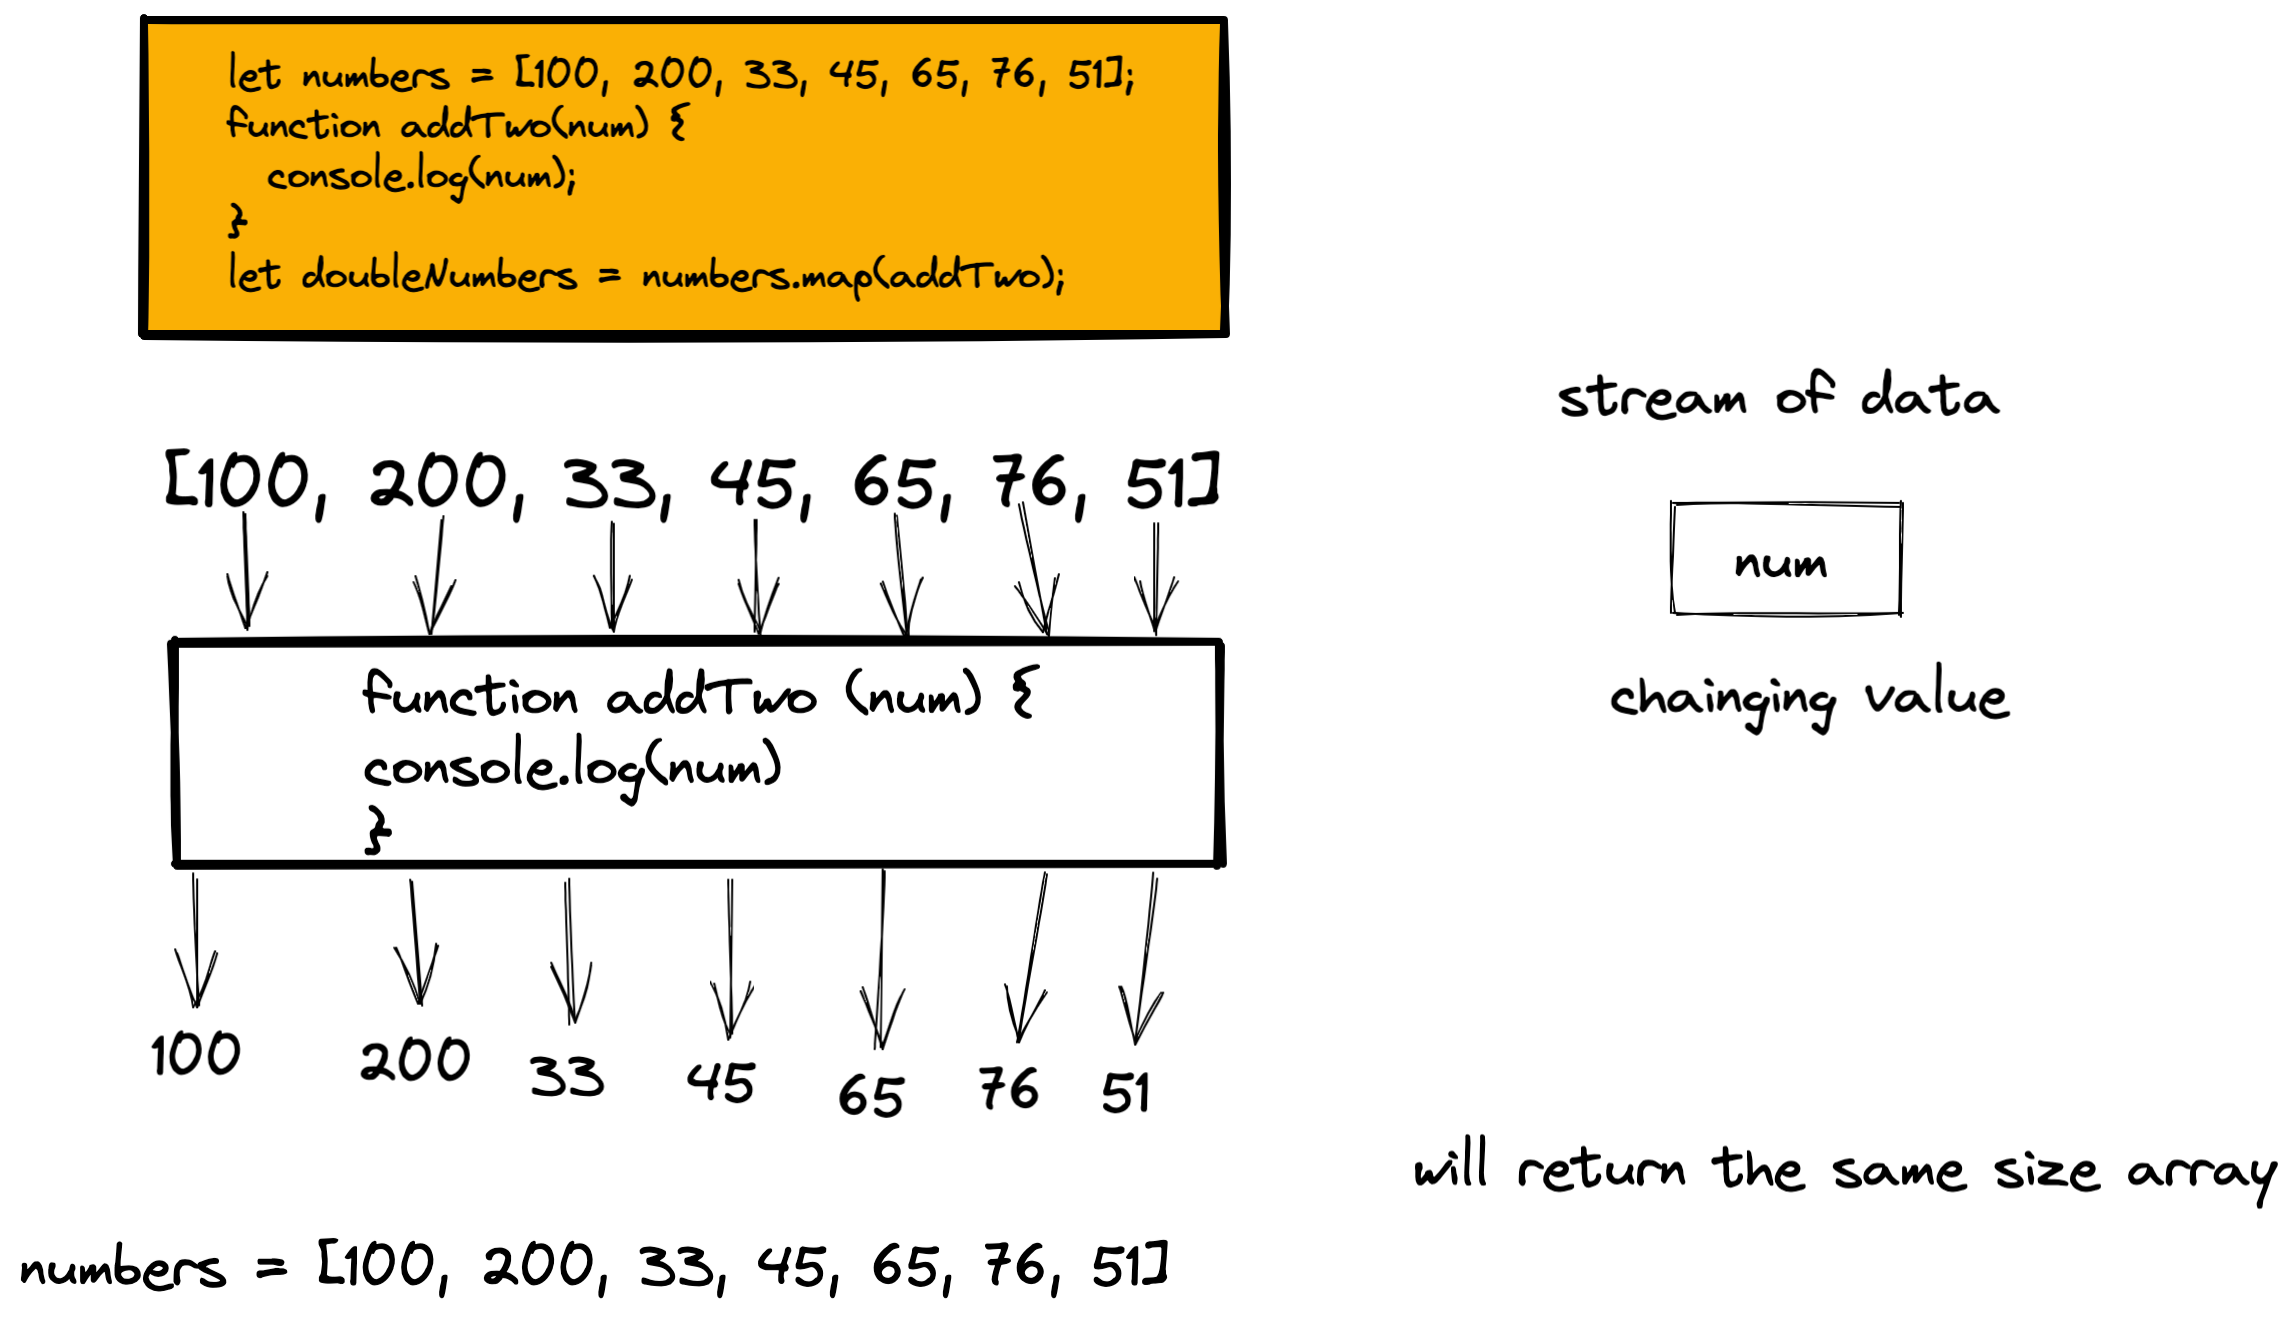 let numbers = [100, 200, 33, 45, 65, 76, 51];
function addTwo(num) {
console.log(num);
}
let doubleNumbers = numbers.map(addTwo);
stream of data
[100, 200, 33, 45, 65, 76, 51]
num
function addTwo (num) {
console.log(num)
}
chainging value
100 200 33 45 65 76 51
will return the same size array
numbers = [100, 200, 33, 45, 65, 76, 51]